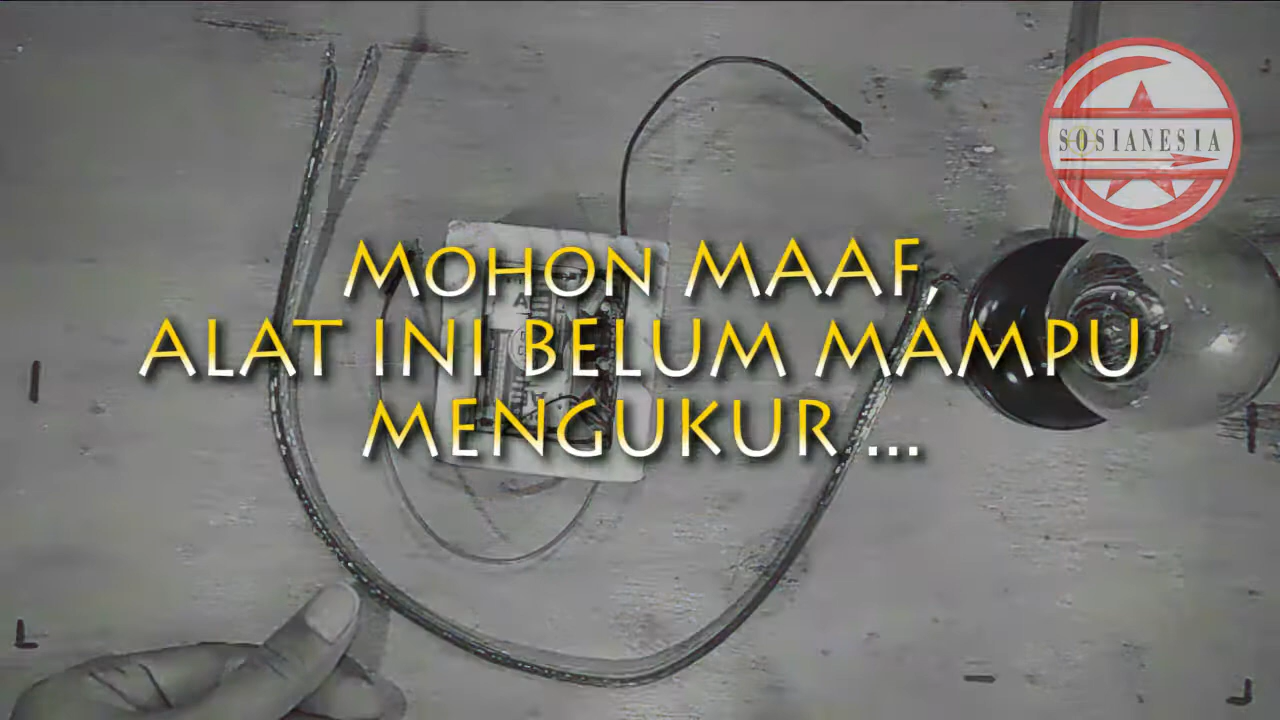 SOSIANESIA
MOHON MAAF,
ALAT INI BELUM MAMPU
MENGUKUR ...